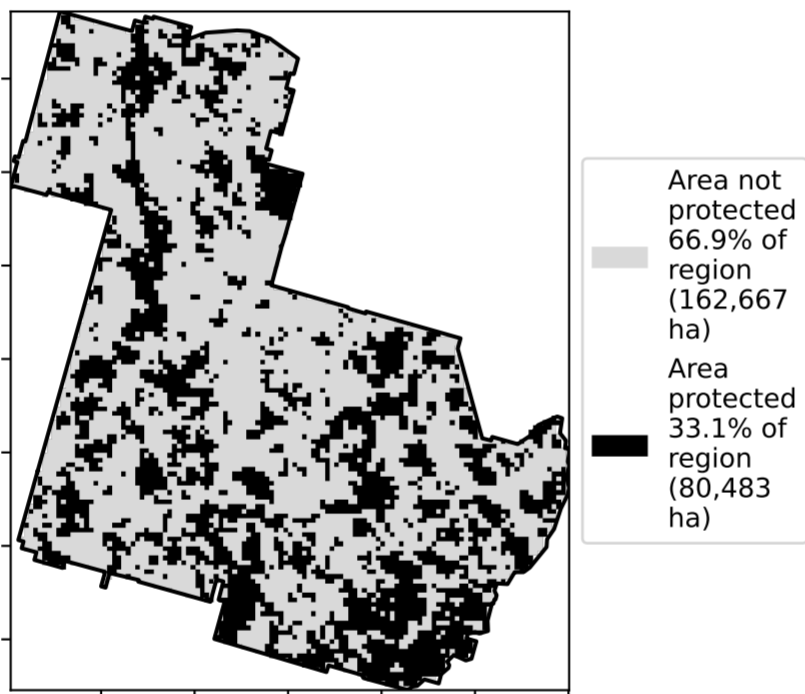 Area not
protected
66.9% of
region
(162,667
ha)
Area
protected
33.1% of
region
(80,483
ha)